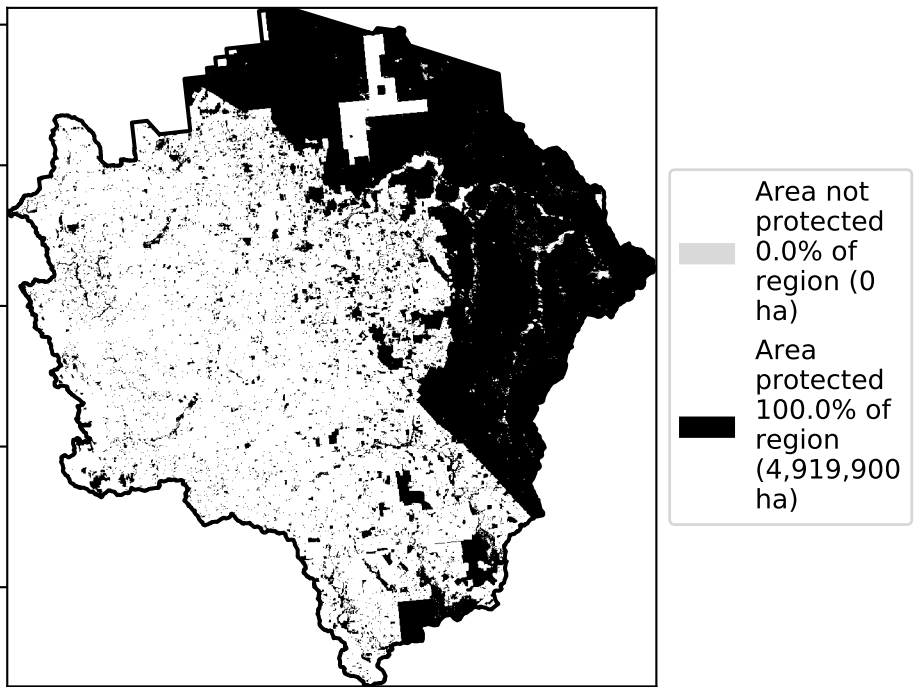 Area not
protected
0.0% of
region (0
ha)
Area
protected
100.0% of
region
(4,919,900
ha)